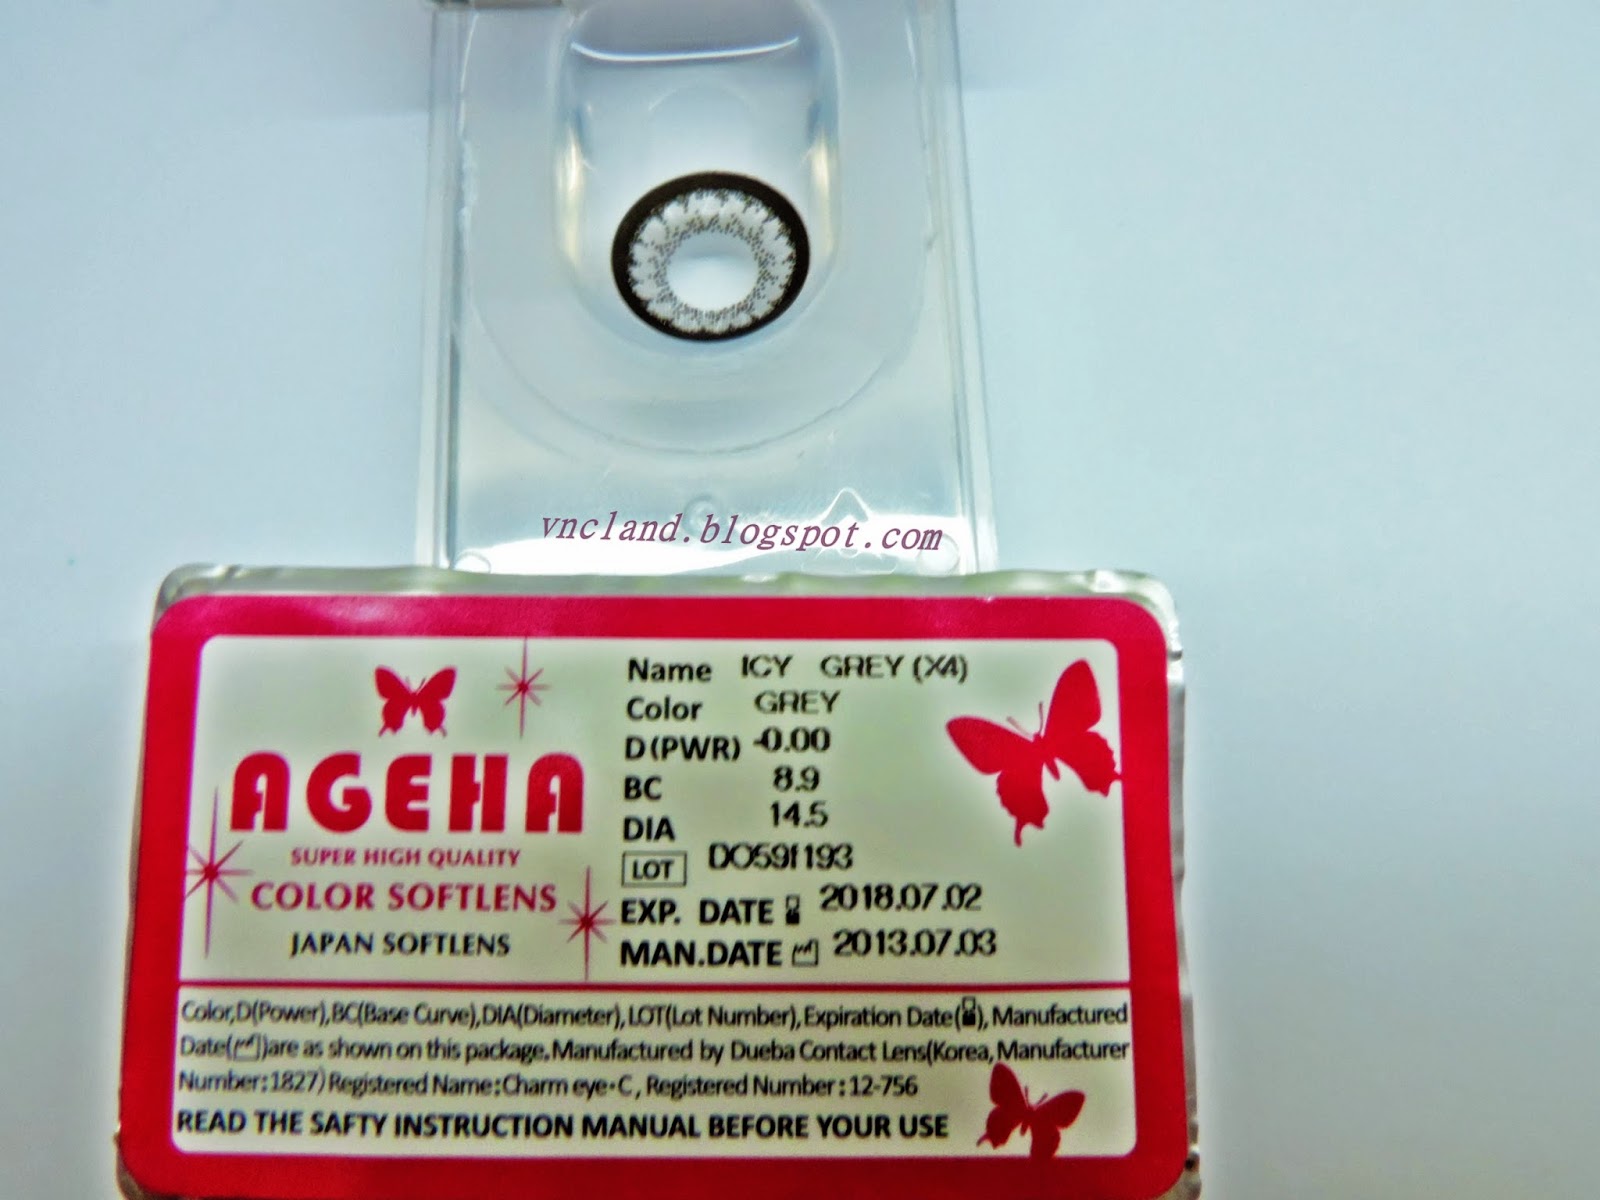 vncland.blogspot.com
AGEHA
SUPER HIGH QUALITY
COLOR SOFTLENS
JAPAN SOFTLENS
Name ICY GREY (X4)
Color GREY
D(PWR) -0.00
BC 8.9
DIA 14.5
LOT DO59f193
EXP. DATE 2018.07.02
MAN.DATE 2013.07.03
Color,D(Power),BC(Base Curve),DIA(Diameter),LOT(Lot Number), Expiration Date( ), Manufactured
Date( )are as shown on this package. Manufactured by Dueba Contact Lens(Korea, Manufacturer
Number:1827) Registered Name:Charm eye·C, Registered Number:12-756
READ THE SAFTY INSTRUCTION MANUAL BEFORE YOUR USE